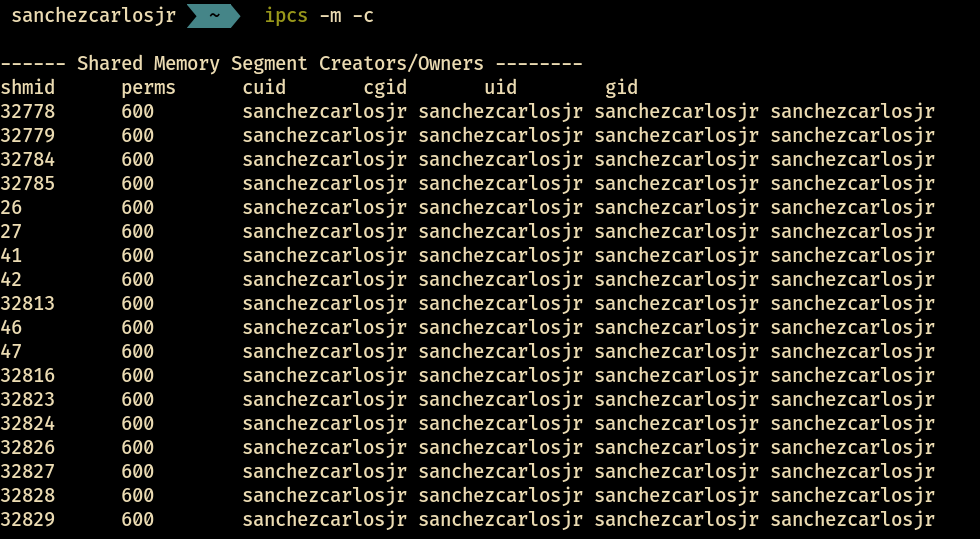 sanchezcarlosjr ~ ipcs -m -c
------ Shared Memory Segment Creators/Owners --------
shmid perms cuid cgid uid gid
32778 600 sanchezcarlosjr sanchezcarlosjr sanchezcarlosjr sanchezcarlosjr
32779 600 sanchezcarlosjr sanchezcarlosjr sanchezcarlosjr sanchezcarlosjr
32784 600 sanchezcarlosjr sanchezcarlosjr sanchezcarlosjr sanchezcarlosjr
32785 600 sanchezcarlosjr sanchezcarlosjr sanchezcarlosjr sanchezcarlosjr
26 600 sanchezcarlosjr sanchezcarlosjr sanchezcarlosjr sanchezcarlosjr
27 600 sanchezcarlosjr sanchezcarlosjr sanchezcarlosjr sanchezcarlosjr
41 600 sanchezcarlosjr sanchezcarlosjr sanchezcarlosjr sanchezcarlosjr
42 600 sanchezcarlosjr sanchezcarlosjr sanchezcarlosjr sanchezcarlosjr
32813 600 sanchezcarlosjr sanchezcarlosjr sanchezcarlosjr sanchezcarlosjr
46 600 sanchezcarlosjr sanchezcarlosjr sanchezcarlosjr sanchezcarlosjr
47 600 sanchezcarlosjr sanchezcarlosjr sanchezcarlosjr sanchezcarlosjr
32816 600 sanchezcarlosjr sanchezcarlosjr sanchezcarlosjr sanchezcarlosjr
32823 600 sanchezcarlosjr sanchezcarlosjr sanchezcarlosjr sanchezcarlosjr
32824 600 sanchezcarlosjr sanchezcarlosjr sanchezcarlosjr sanchezcarlosjr
32826 600 sanchezcarlosjr sanchezcarlosjr sanchezcarlosjr sanchezcarlosjr
32827 600 sanchezcarlosjr sanchezcarlosjr sanchezcarlosjr sanchezcarlosjr
32828 600 sanchezcarlosjr sanchezcarlosjr sanchezcarlosjr sanchezcarlosjr
32829 600 sanchezcarlosjr sanchezcarlosjr sanchezcarlosjr sanchezcarlosjr